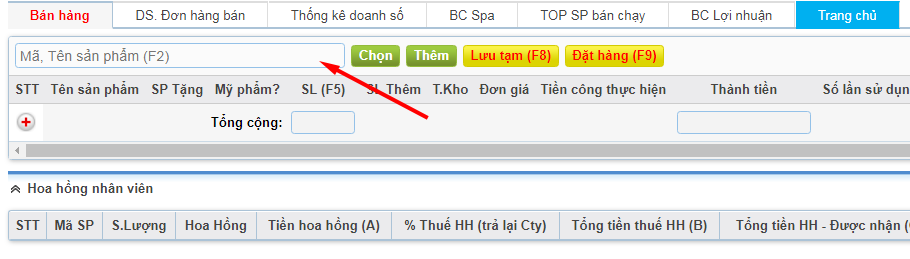 Bán hàng DS. Đơn hàng bán Thống kê doanh số BC Spa TOP SP bán chạy BC Lợi nhuận Trang chủ
Mã, Tên sản phẩm (F2) Chọn Thêm Lưu tạm (F8) Đặt hàng (F9)
STT Tên sản phẩm SP Tặng Mỹ phẩm? SL (F5) SL Thêm T.Kho Đơn giá Tiền công thực hiện Thành tiền Số lần sử dụn
Tổng cộng:
Hoa hồng nhân viên
STT Mã SP S.Lượng Hoa Hồng Tiền hoa hồng (A) % Thuế HH (trả lại Cty) Tổng tiền thuế HH (B) Tổng tiền HH - Được nhận (